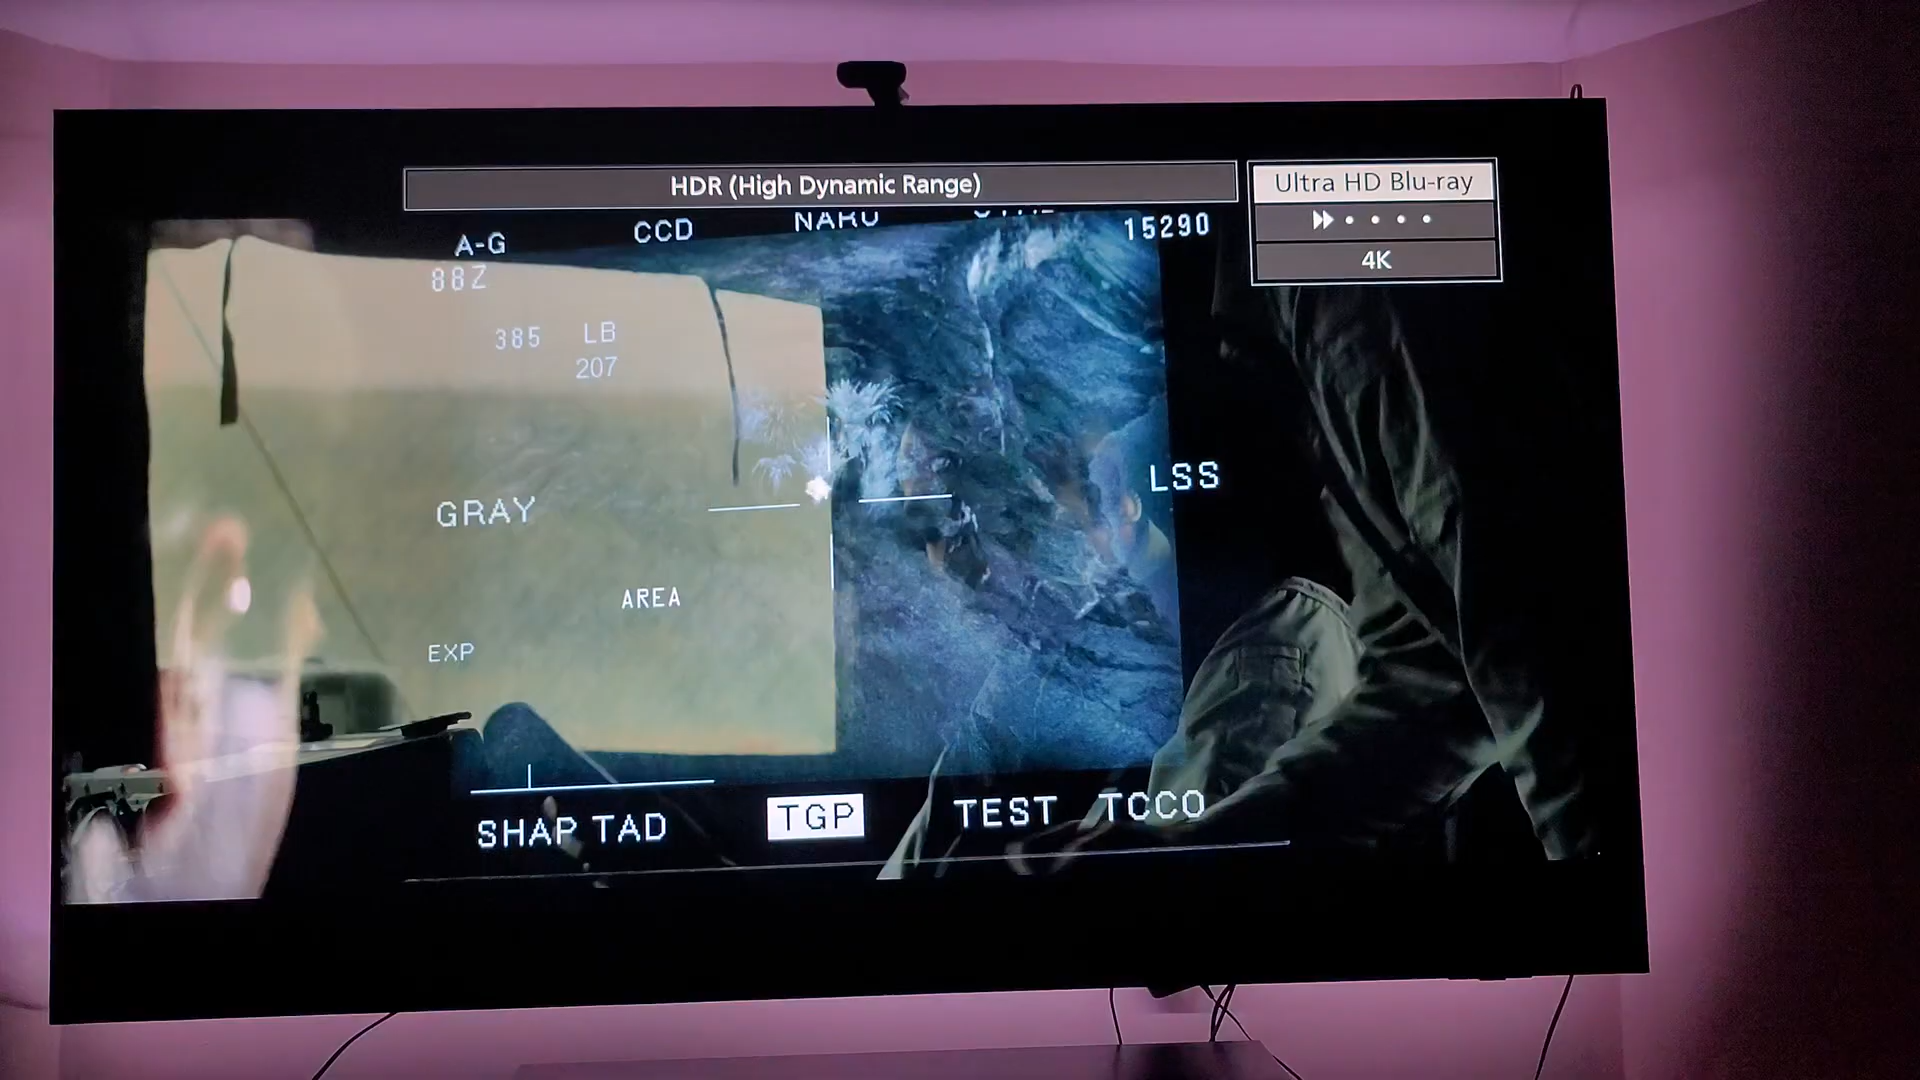 HDR (High Dynamic Range)
Ultra HD Blu-ray
4K
A-G
CCD
NARO
15290
88Z
385 LB
207
GRAY
LSS
AREA
EXP
SHAP TAD
TGP
TEST TCCO